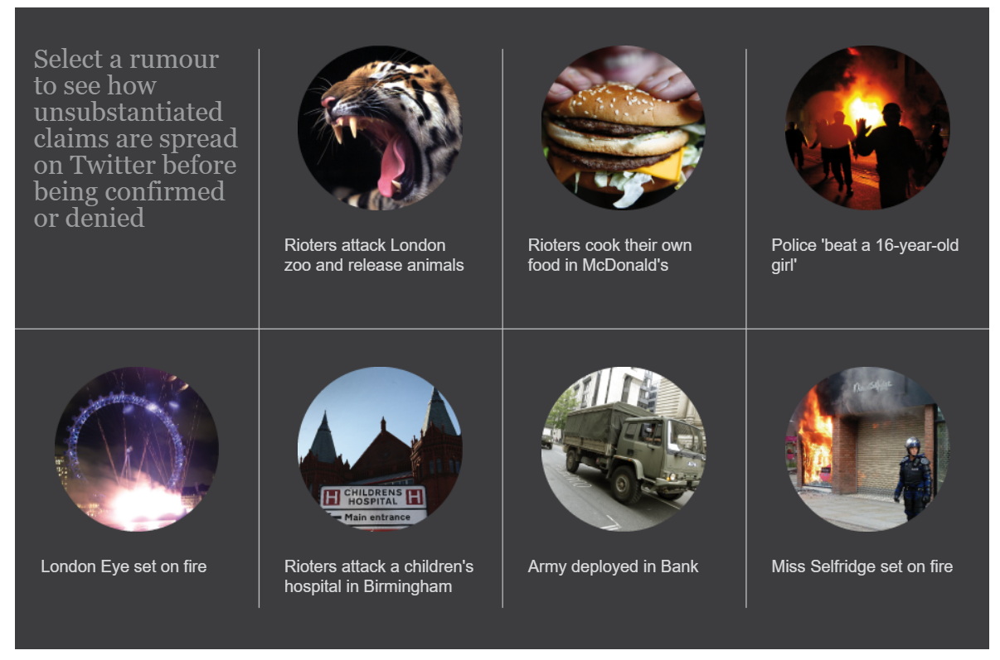 Select a rumour
to see how
unsubstantiated
claims are spread
on Twitter before
being confirmed
or denied
Rioters attack London
zoo and release animals
Rioters cook their own
food in McDonald's
Police 'beat a 16-year-old
girl'
London Eye set on fire
CHILDRENS
HOSPITAL
H H
Main entrance
Rioters attack a children's
hospital in Birmingham
Army deployed in Bank
Miss Selfridge set on fire